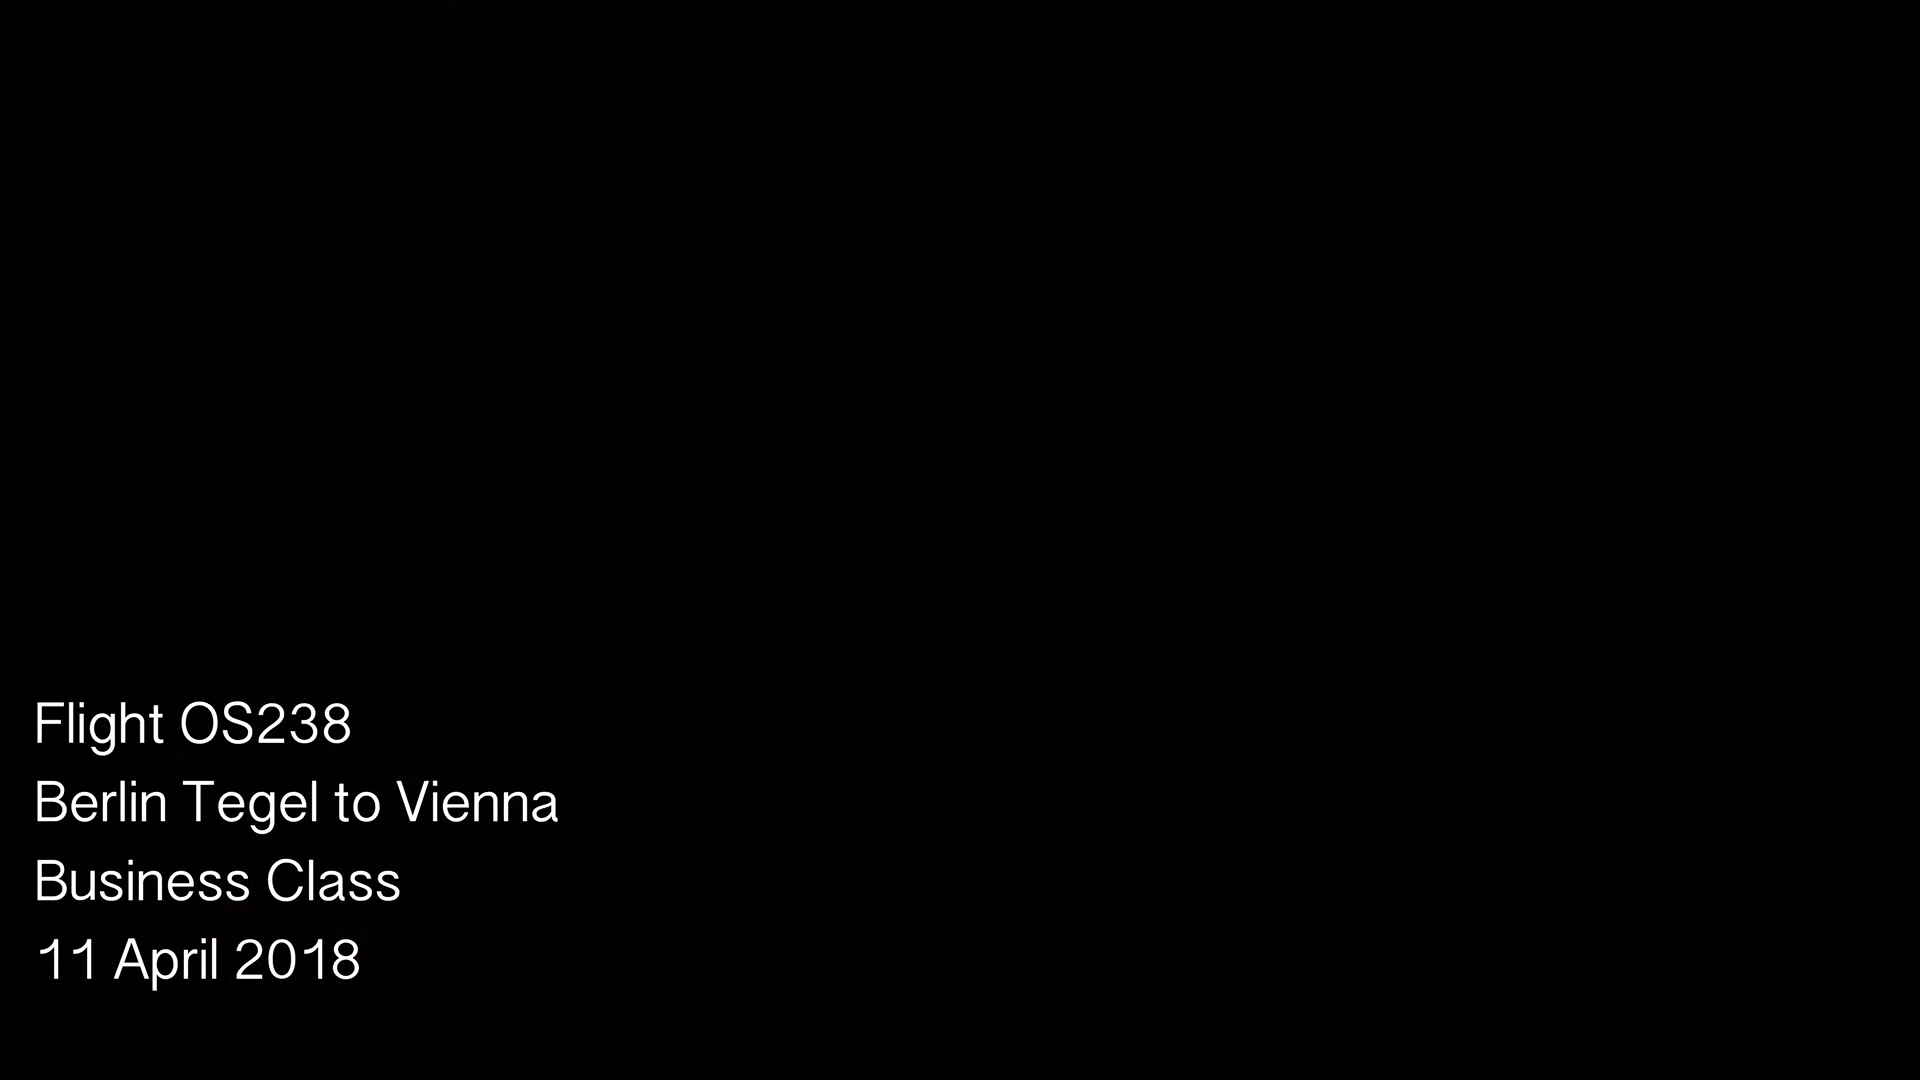 Flight OS238
Berlin Tegel to Vienna
Business Class
11 April 2018